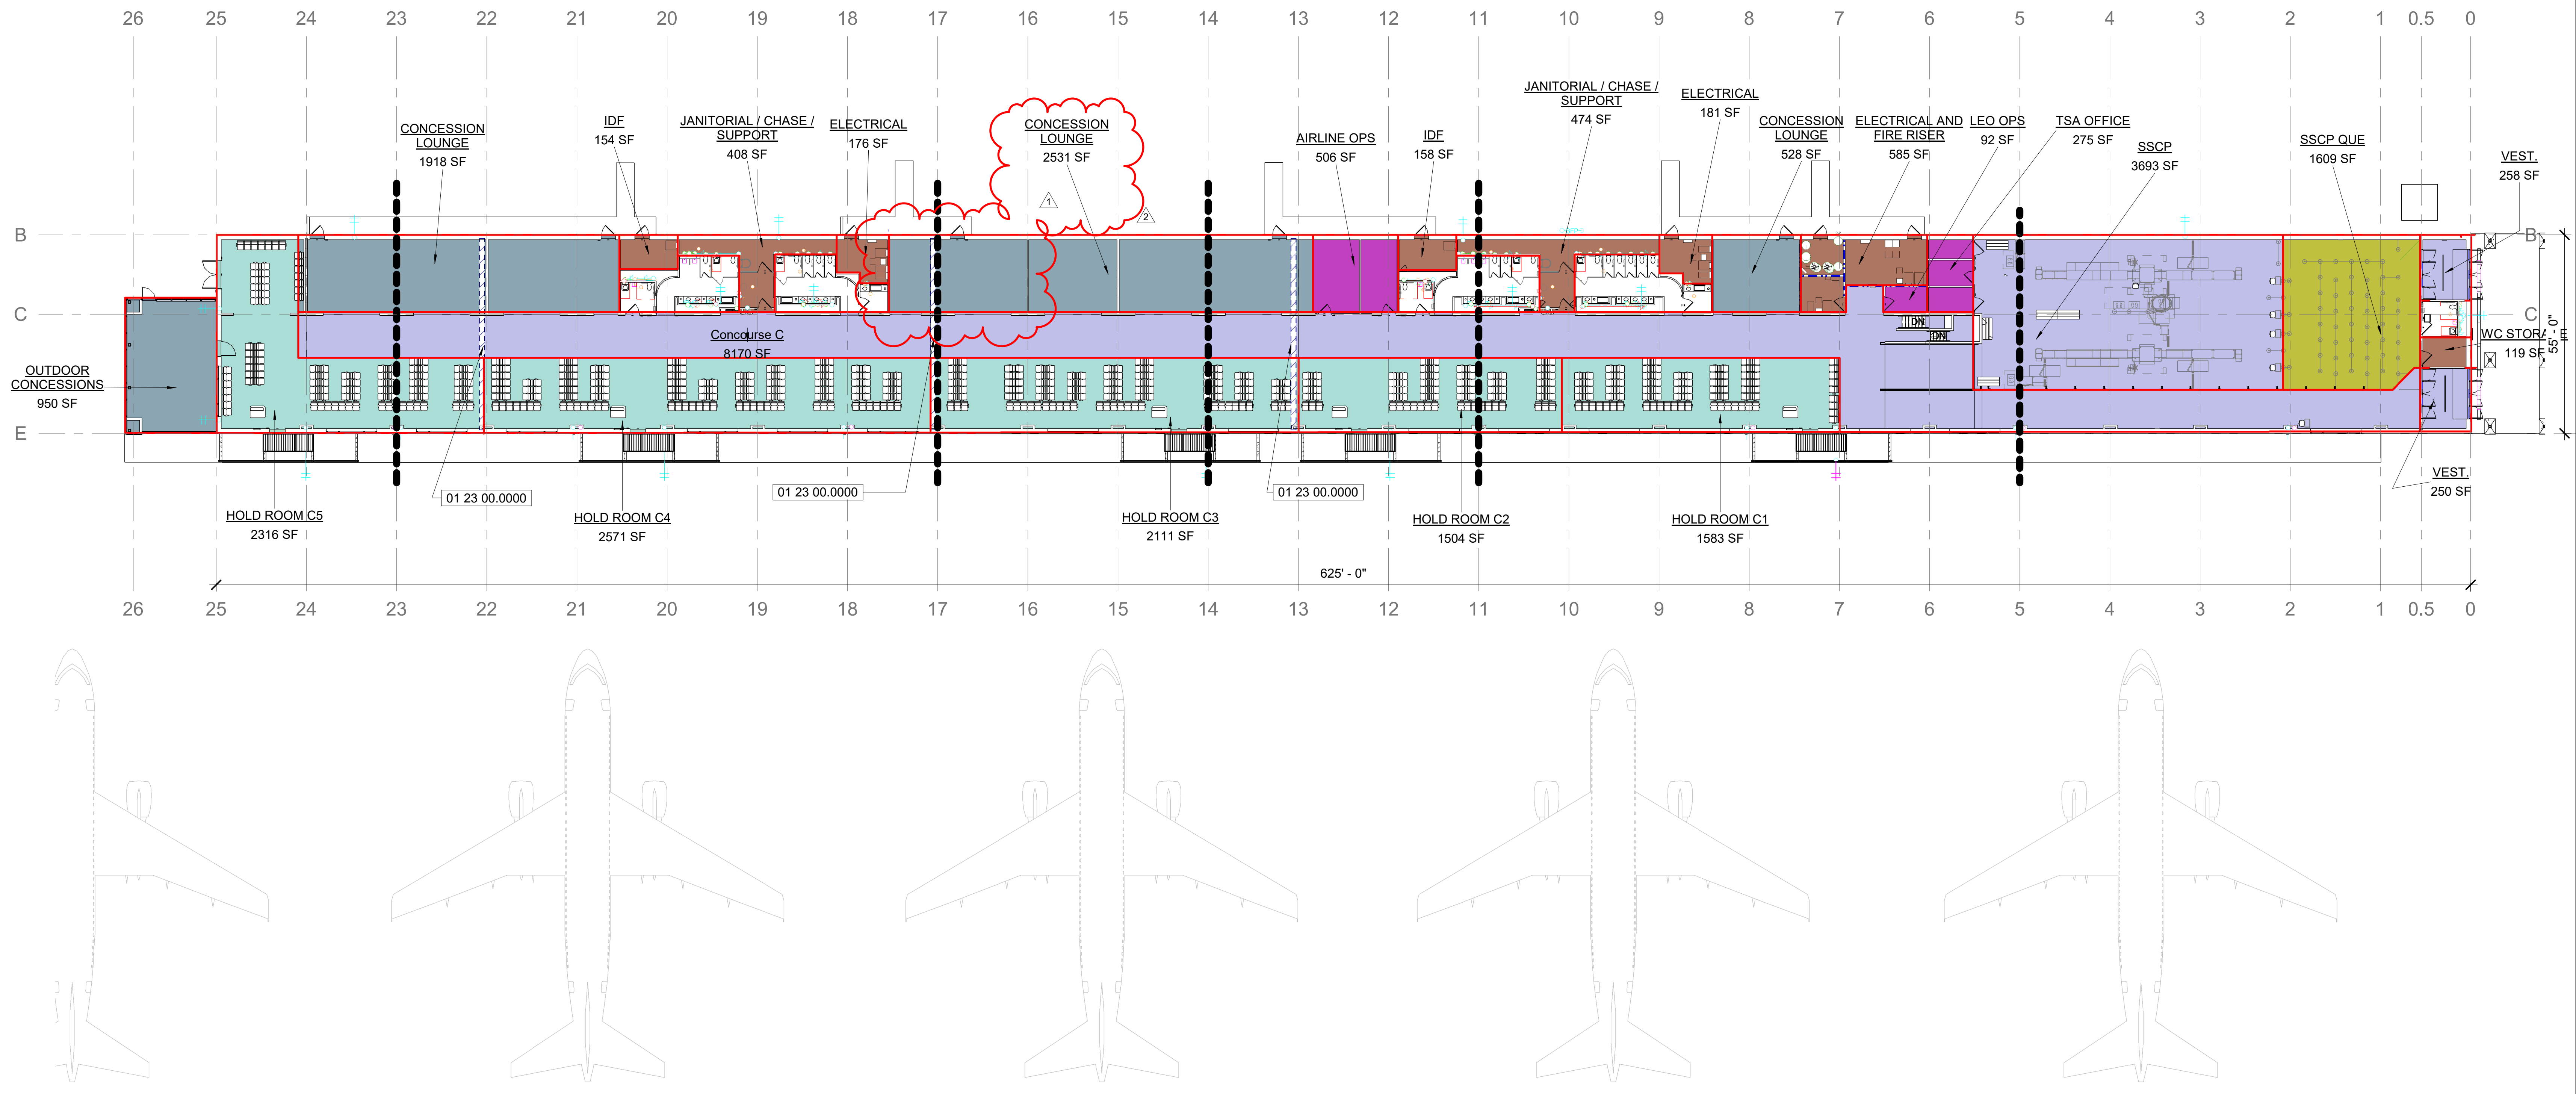 26 25 24 23 22 21 20 19 18 17 16 15 14 13 12 11 10 9 8 7 6 5 4 3 2 1 0.5 0
CONCESSION
LOUNGE
1918 SF
IDF
154 SF
JANITORIAL / CHASE /
SUPPORT
408 SF
ELECTRICAL
176 SF
CONCESSION
LOUNGE
2531 SF
1
2
AIRLINE OPS
506 SF
IDF
158 SF
JANITORIAL / CHASE /
SUPPORT
474 SF
ELECTRICAL
181 SF
CONCESSION
LOUNGE
528 SF
ELECTRICAL AND
FIRE RISER
585 SF
LEO OPS
92 SF
TSA OFFICE
275 SF
SSCP
3693 SF
SSCP QUE
1609 SF
VEST.
258 SF
B
B
C
C
E
E
Concourse C
8170 SF
DN
DN
WC STORAGE
119 SF
55' - 0"
OUTDOOR
CONCESSIONS
950 SF
01 23 00.0000
01 23 00.0000
01 23 00.0000
VEST.
250 SF
HOLD ROOM C5
2316 SF
HOLD ROOM C4
2571 SF
HOLD ROOM C3
2111 SF
HOLD ROOM C2
1504 SF
HOLD ROOM C1
1583 SF
625' - 0"
26 25 24 23 22 21 20 19 18 17 16 15 14 13 12 11 10 9 8 7 6 5 4 3 2 1 0.5 0